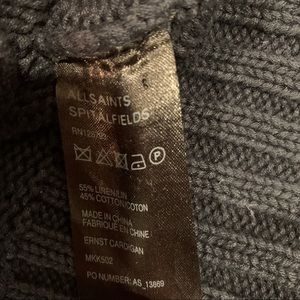 ALLSAINTS
SPITALFIELDS
P
55% LINEN/LIN
45% COTTON/COTON
MADE IN CHINA
FABRIQUE EN CHINE
ERNST CARDIGAN
MKK502
PO NUMBER: AS_13869